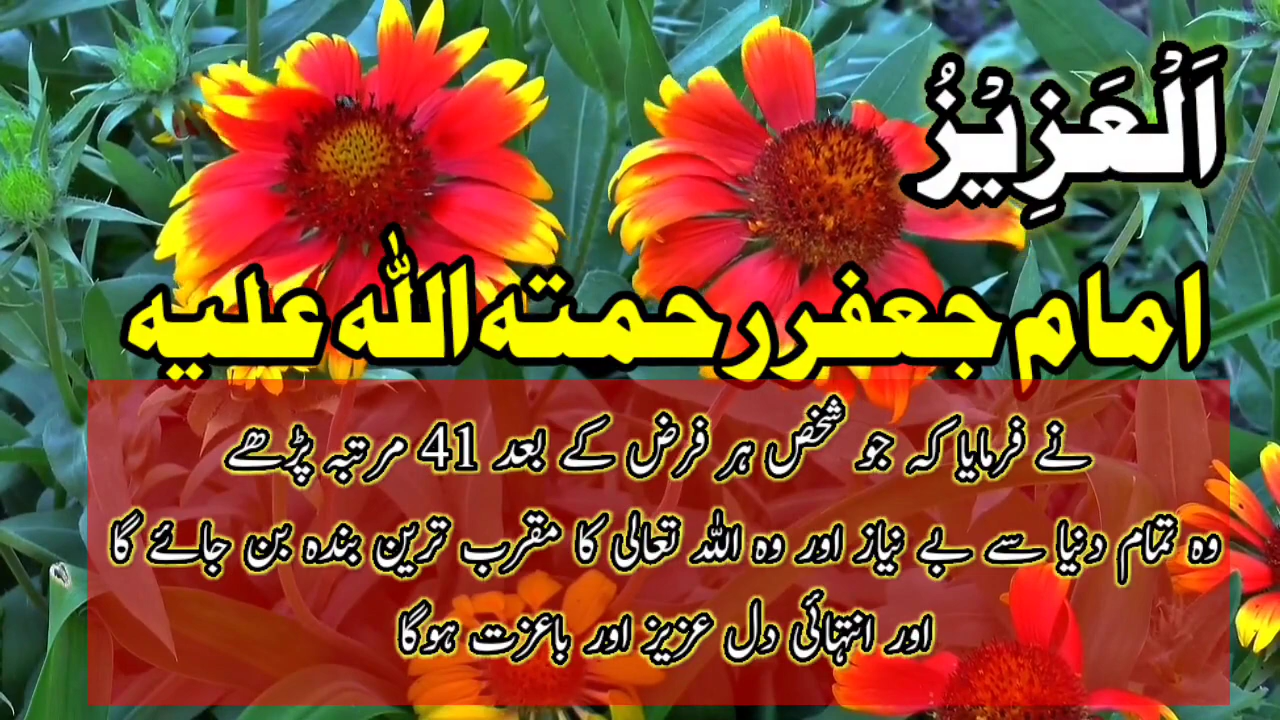 اَلْعَزِیْزُ
امام جعفررحمتہ اللہ علیہ
نے فرمایا کہ جو شخص ہر فرض کے بعد 41 مرتبہ پڑھے
وہ تمام دنیا سے بے نیاز اور وہ اللہ تعالی کا مقرب ترین بندہ بن جائے گا
اور انتہائی دل عزیز اور باعزت ہوگا